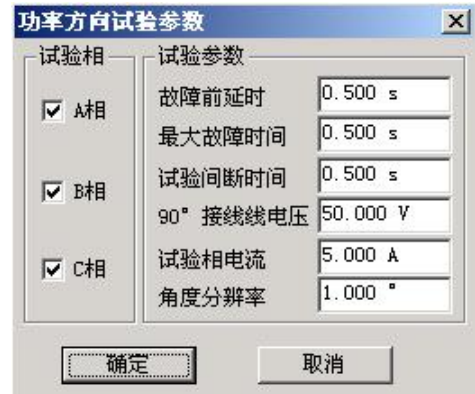 功率方向试验参数
试验相
试验参数
A相
B相
C相
故障前延时 0.500 s
最大故障时间 0.500 s
试验间断时间 0.500 s
90° 接线线电压 50.000 V
试验相电流 5.000 A
角度分辨率 1.000 °
确定 取消